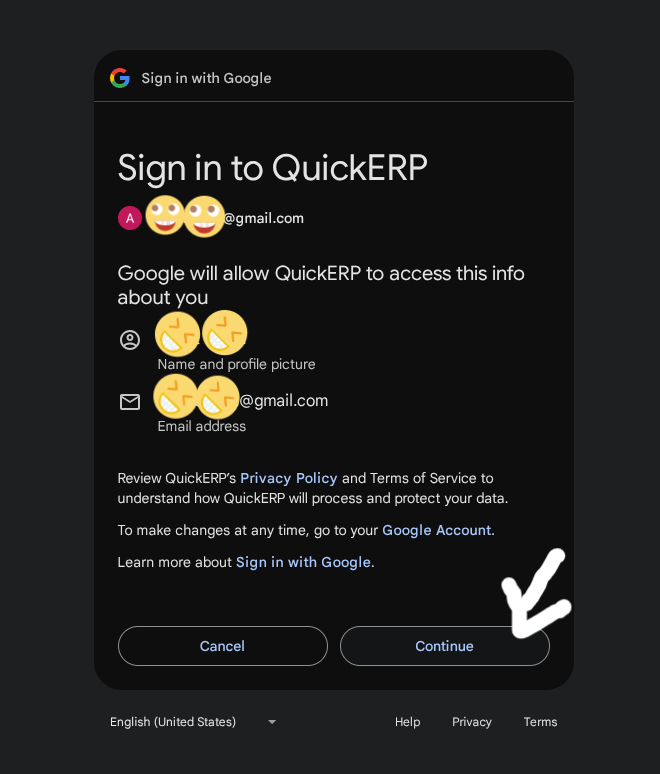 Sign in with Google
Sign in to QuickERP
A @gmail.com
Google will allow QuickERP to access this info
about you
Name and profile picture
@gmail.com
Email address
Review QuickERP’s Privacy Policy and Terms of Service to
understand how QuickERP will process and protect your data.
To make changes at any time, go to your Google Account.
Learn more about Sign in with Google.
Cancel Continue
English (United States) Help Privacy Terms